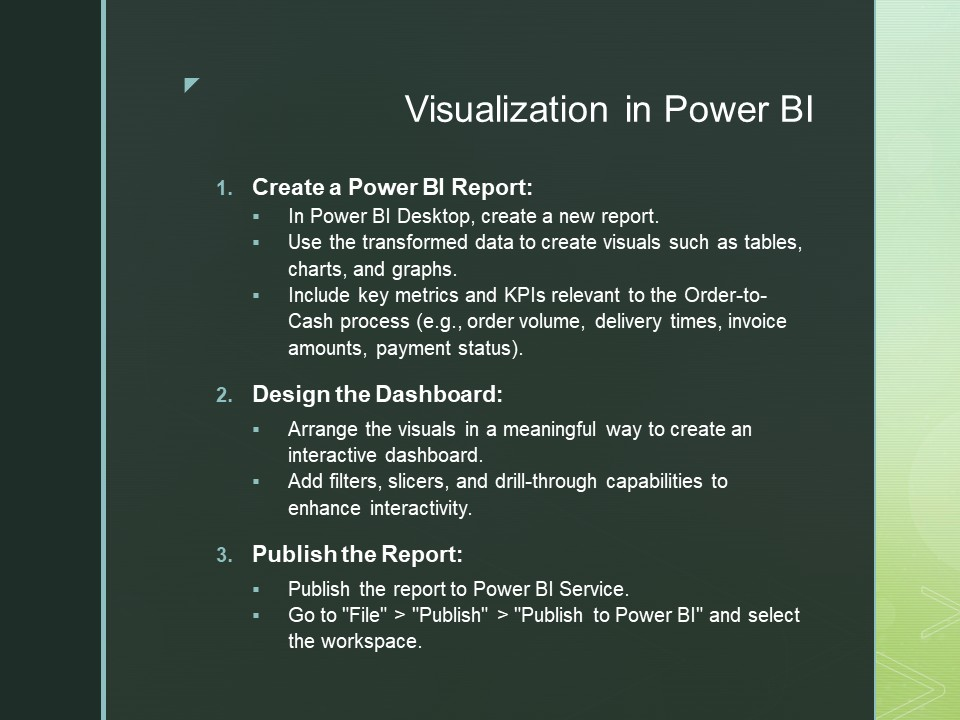 Visualization in Power BI
1. Create a Power BI Report:
▪ In Power BI Desktop, create a new report.
▪ Use the transformed data to create visuals such as tables,
charts, and graphs.
▪ Include key metrics and KPIs relevant to the Order-to-
Cash process (e.g., order volume, delivery times, invoice
amounts, payment status).
2. Design the Dashboard:
▪ Arrange the visuals in a meaningful way to create an
interactive dashboard.
▪ Add filters, slicers, and drill-through capabilities to
enhance interactivity.
3. Publish the Report:
▪ Publish the report to Power BI Service.
▪ Go to "File" > "Publish" > "Publish to Power BI" and select
the workspace.